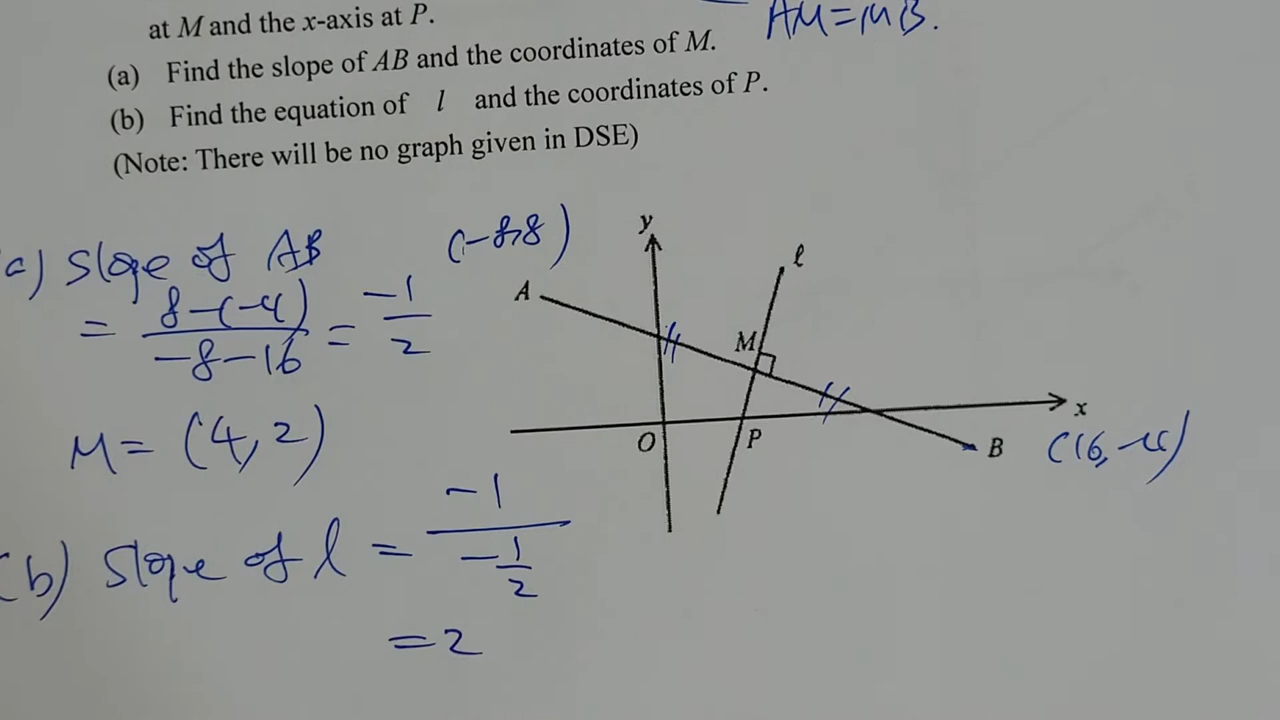 at M and the x-axis at P.
AM=MB.
(a) Find the slope of AB and the coordinates of M.
(b) Find the equation of l and the coordinates of P.
(Note: There will be no graph given in DSE)
a) slope of AB
= 8-(-4) / -8-16 = -1/2
M= (4,2)
(b) slope of l = -1 / -1/2
=2
(-8,8)
y
l
A
M
x
O
P
B
(16,-4)